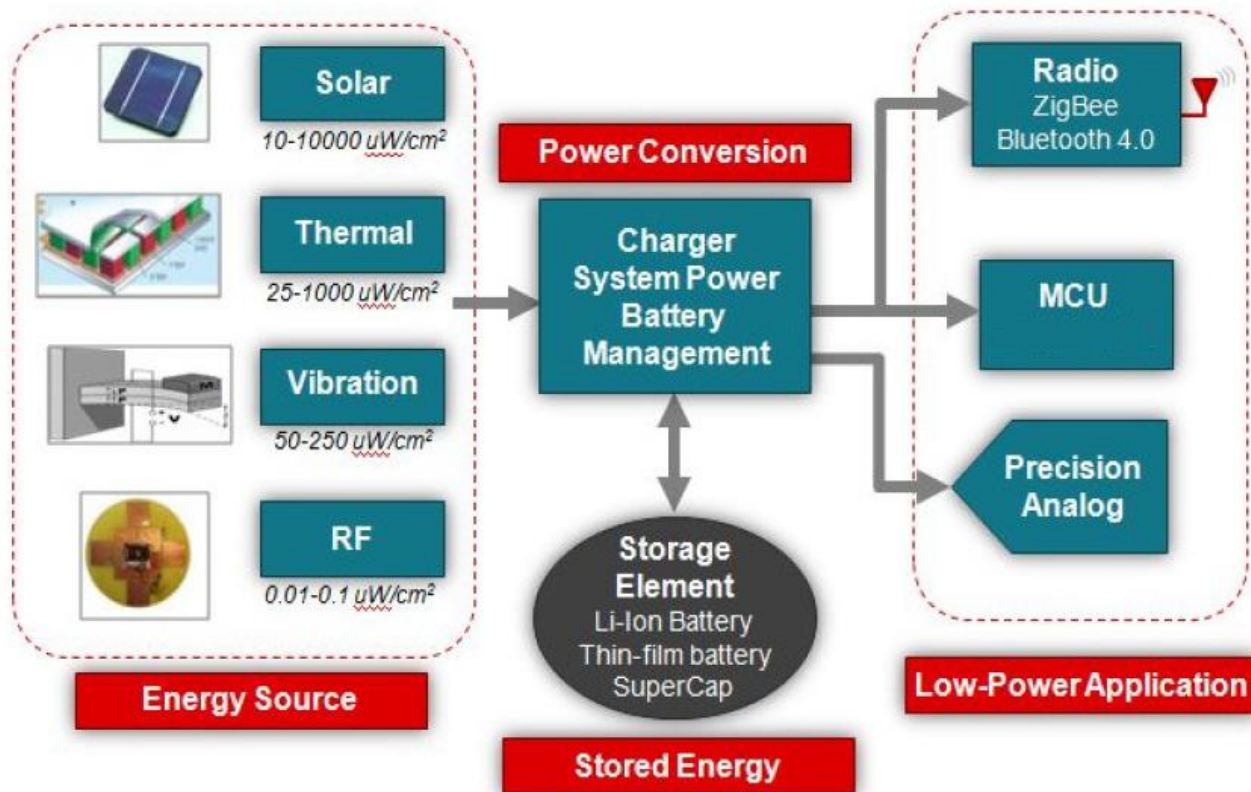 Solar
10-10000 uW/cm²
Thermal
25-1000 uW/cm²
Vibration
50-250 uW/cm²
RF
0.01-0.1 uW/cm²
Energy Source
Power Conversion
Charger
System Power
Battery
Management
Storage
Element
Li-Ion Battery
Thin-film battery
SuperCap
Stored Energy
Radio
ZigBee
Bluetooth 4.0
MCU
Precision
Analog
Low-Power Application